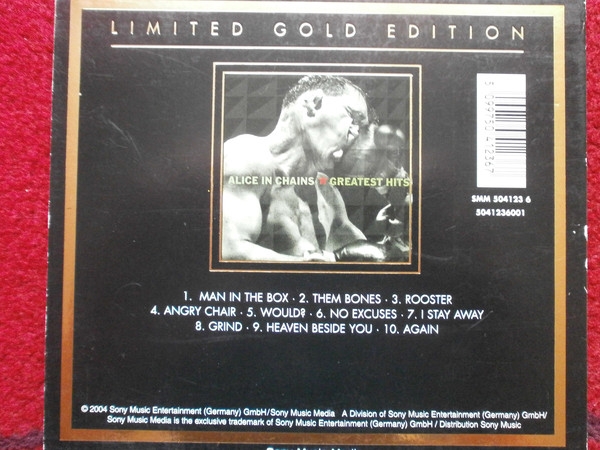 LIMITED GOLD EDITION
ALICE IN CHAINS GREATEST HITS
5 099750 412367
SMM 504123 6
5041236001
1. MAN IN THE BOX · 2. THEM BONES · 3. ROOSTER
4. ANGRY CHAIR · 5. WOULD? · 6. NO EXCUSES · 7. I STAY AWAY
8. GRIND · 9. HEAVEN BESIDE YOU · 10. AGAIN
© 2004 Sony Music Entertainment (Germany) GmbH/Sony Music Media A Division of Sony Music Entertainment (Germany) GmbH/
Sony Music Media is the exclusive trademark of Sony Music Entertainment (Germany) GmbH / Distribution Sony Music